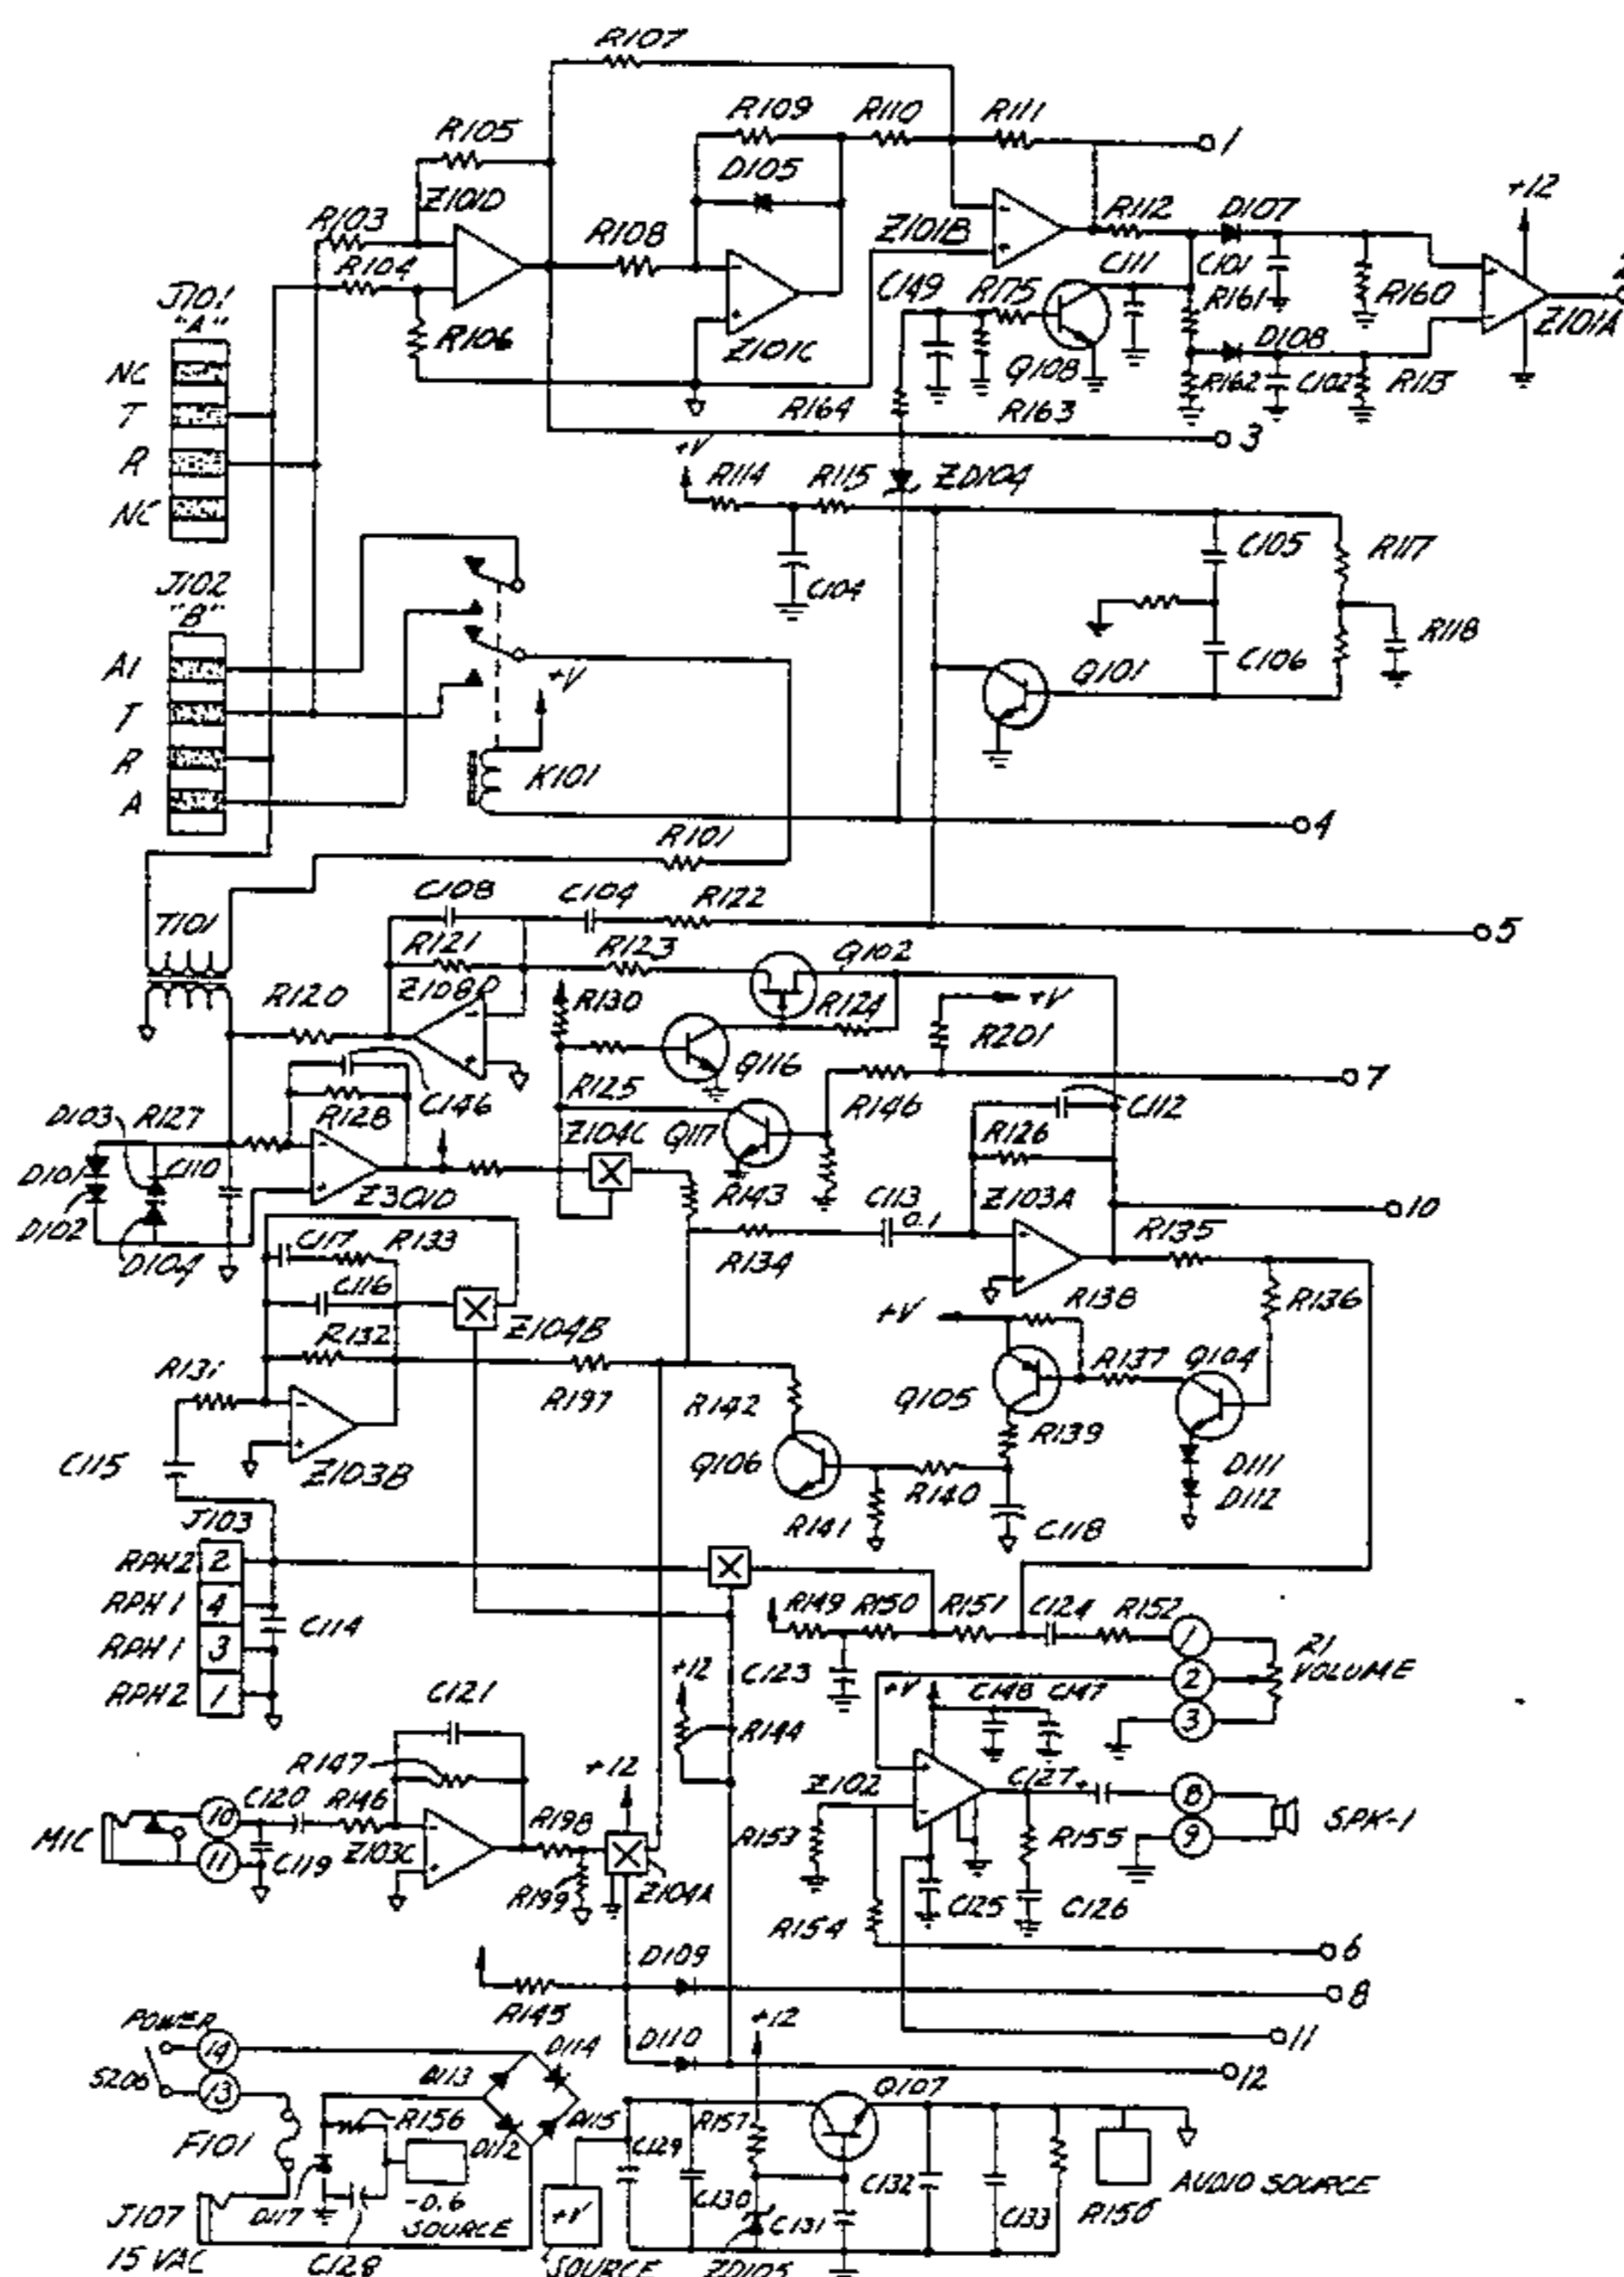 R107
R109
R110
R111
R105
1
D105
Z101D
+12
R103
R108
Z101B
R112
D107
R104
C111
C101
J101
C149
R175
R161
R160
"A"
Z101A
R106
Z101C
D108
NC
Q108
R162
C102
R113
T
R164
R163
3
+V
R
R114
R115
ZD104
NC
C105
R117
J102
C104
"B"
R118
A1
C106
Q101
+V
T
R
K101
A
4
R101
C108
C104
R122
T101
5
R121
R123
Q102
Z108D
R120
R130
R124
+V
R201
Q116
7
R125
R146
C146
C112
D103
R127
R128
Z104C
Q117
R126
D101
C110
R143
C113
Z103A
Z301D
0.1
10
D102
R135
C117
R133
R134
D104
C116
R138
R136
+V
Z104B
R132
R131
R137
Q104
R197
R142
Q105
R139
Q106
D111
C115
Z103B
R140
D112
J103
R141
C118
RPH2 2
RPH1 4
R149
R150
R151
C124
R152
C114
1
R1
RPH1 3
VOLUME
+12
C123
2
RPH2 1
+V
C148
C147
C121
R144
3
R147
+12
Z102
C127
+
8
C120
R146
10
SPK-1
R198
MIC
R153
R155
9
11
C119
Z103C
R199
Z104A
C125
C126
R154
6
D109
8
R145
+12
POWER
11
14
D110
D114
12
S206
13
D113
Q107
R156
D115
R157
F101
D112
C129
C132
AUDIO SOURCE
-0.6
C130
J107
D117
SOURCE
+V
C131
C133
R156
15 VAC
C128
SOURCE
ZD105